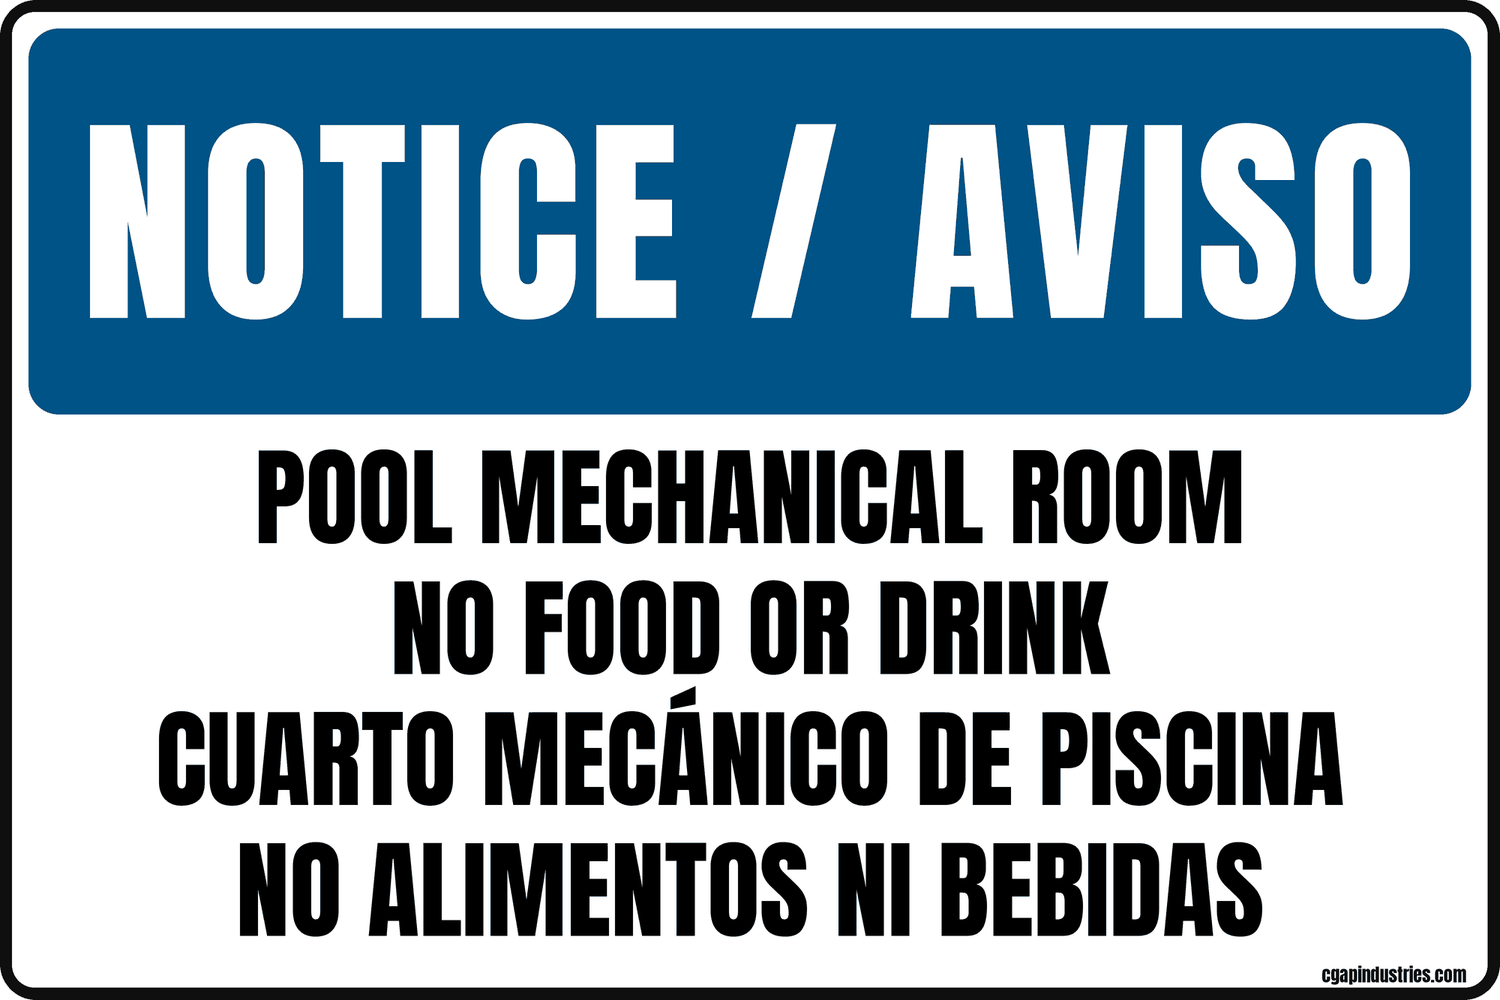 NOTICE / AVISO
POOL MECHANICAL ROOM
NO FOOD OR DRINK
CUARTO MECÁNICO DE PISCINA
NO ALIMENTOS NI BEBIDAS
cgapindustries.com